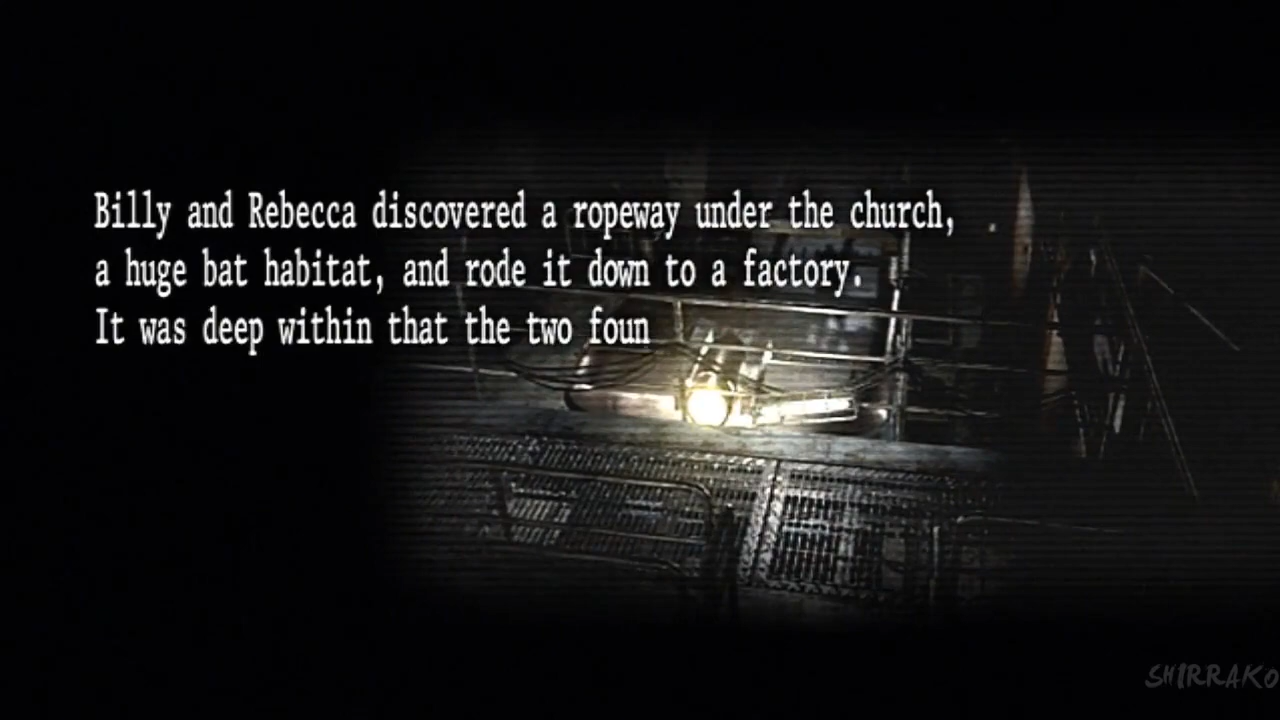 Billy and Rebecca discovered a ropeway under the church,
a huge bat habitat, and rode it down to a factory.
It was deep within that the two foun
SHIRRAKO